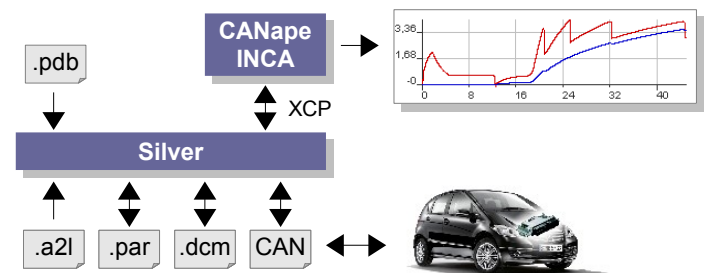 CANape
INCA
.pdb
XCP
Silver
.a2l
.par
.dcm
CAN
3,36
1,68
-0
0 8 16 24 32 40